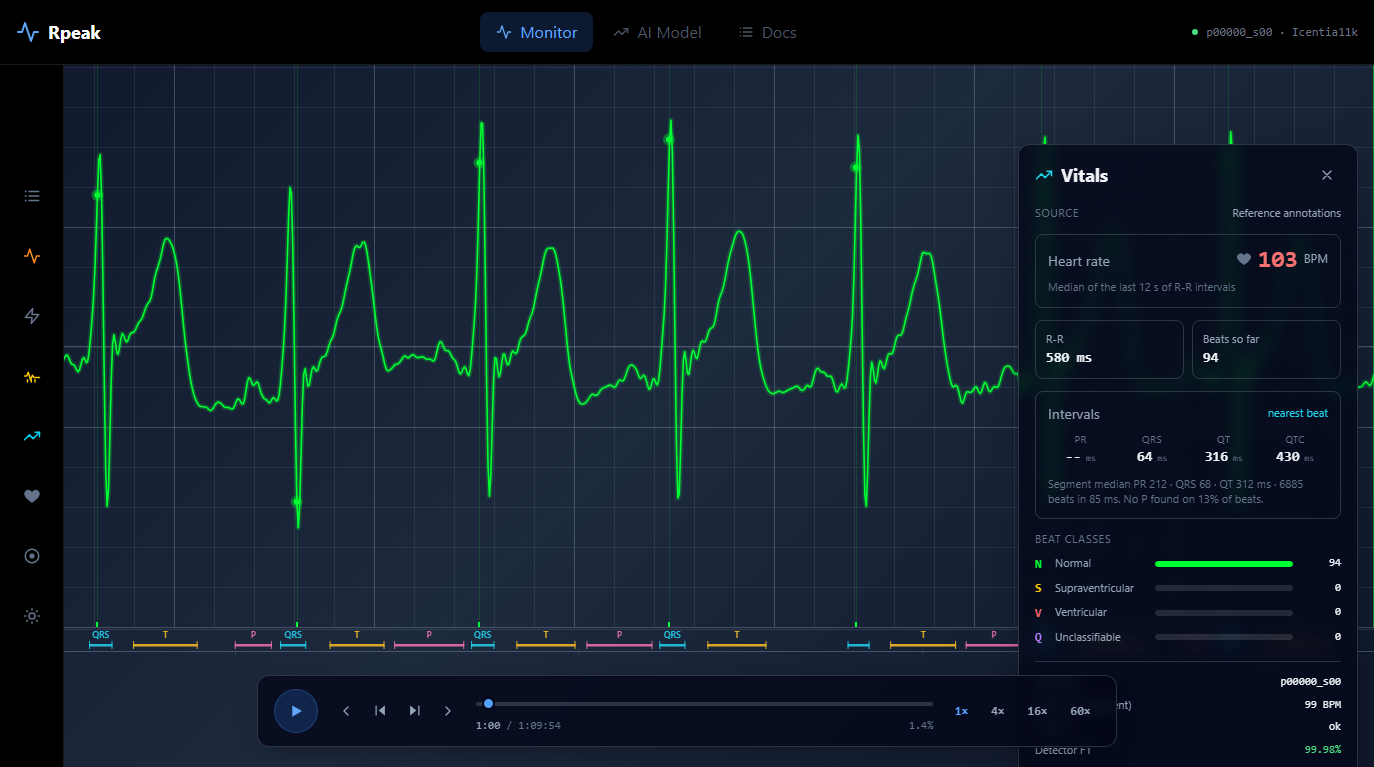 Rpeak
Monitor
AI Model
Docs
p00000_s00 · Icentia11k
Vitals
SOURCE
Reference annotations
Heart rate
103 BPM
Median of the last 12 s of R-R intervals
R-R
580 ms
Beats so far
94
Intervals
nearest beat
PR QRS QT QTC
-- ms 64 ms 316 ms 430 ms
Segment median PR 212 · QRS 68 · QT 312 ms · 6885
beats in 85 ms. No P found on 13% of beats.
BEAT CLASSES
N Normal 94
S Supraventricular 0
V Ventricular 0
Q Unclassifiable 0
QRS T P QRS T P QRS T P QRS T T P
p00000_s00
99 BPM
ok
Detector F1 99.98%
1:00 / 1:09:54
1.4%
1x 4x 16x 60x